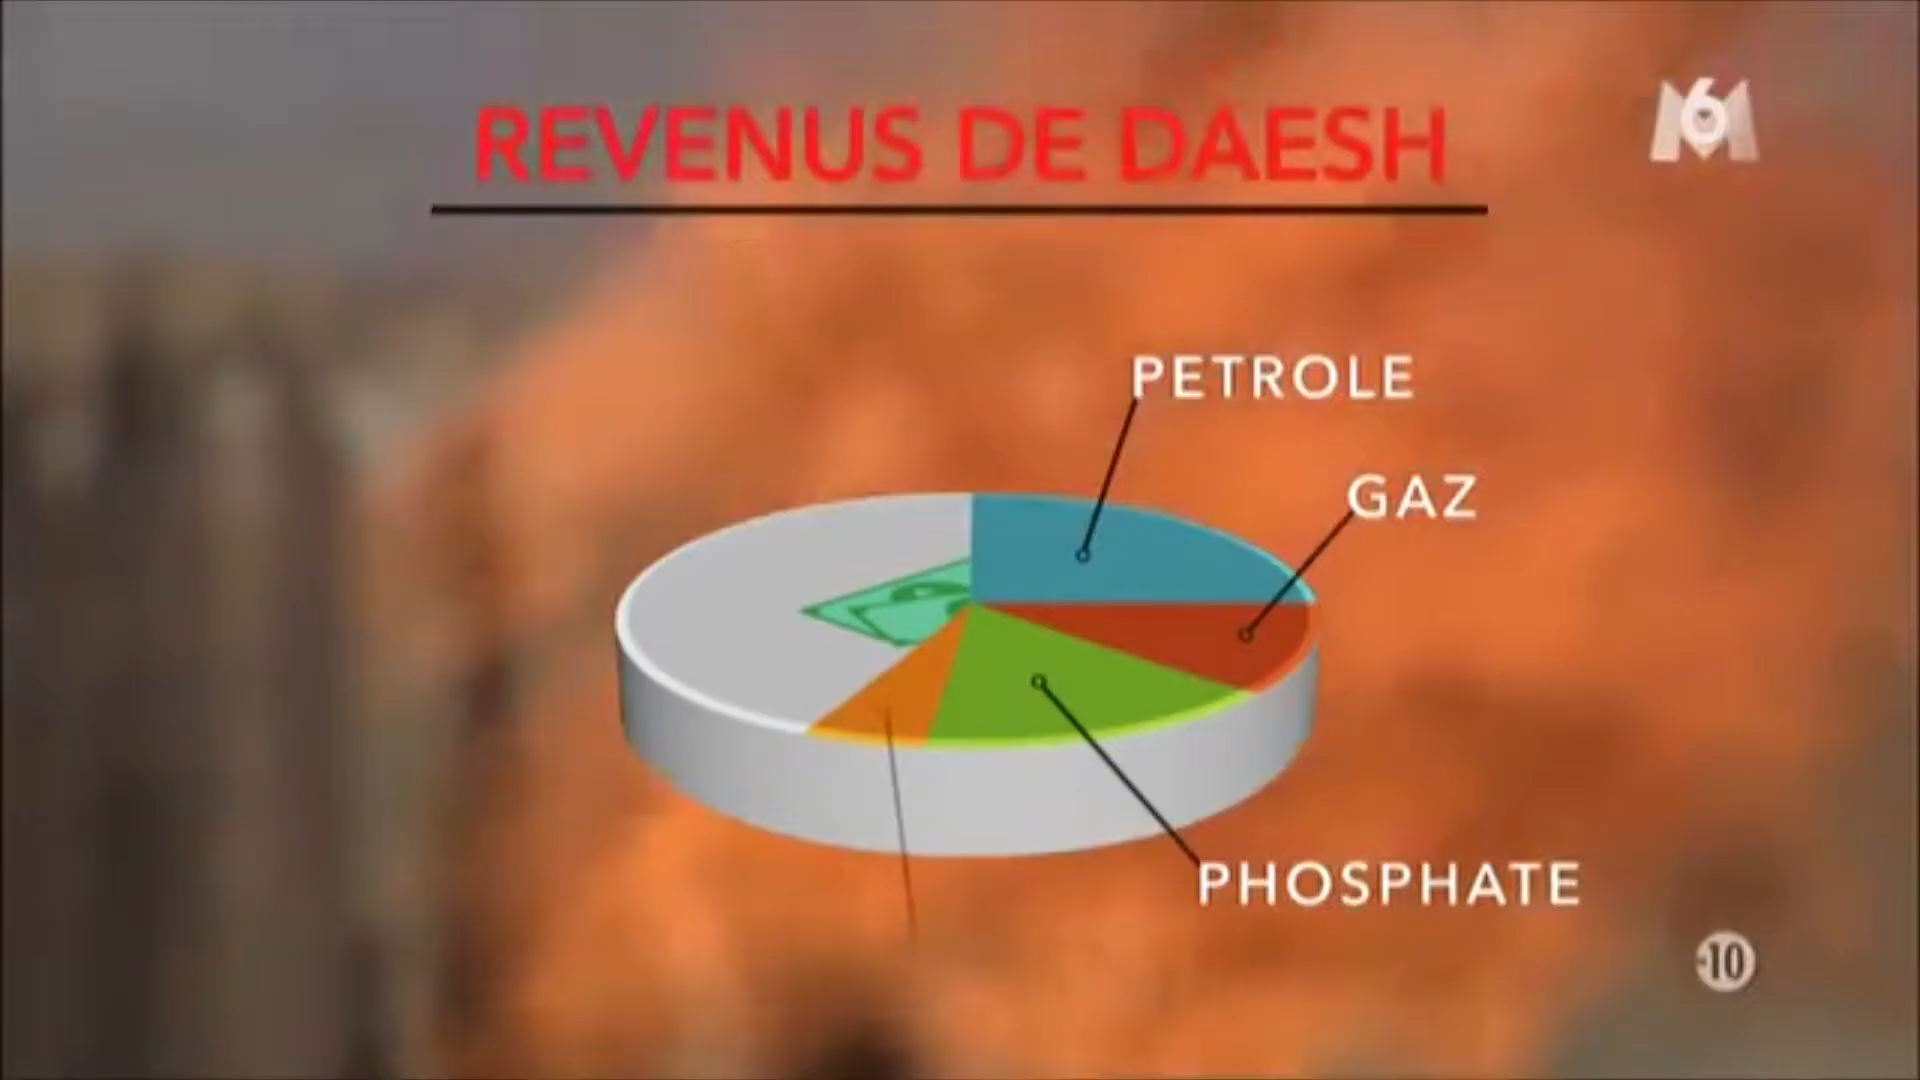 REVENUS DE DAESH
M6
PETROLE
GAZ
PHOSPHATE
-10